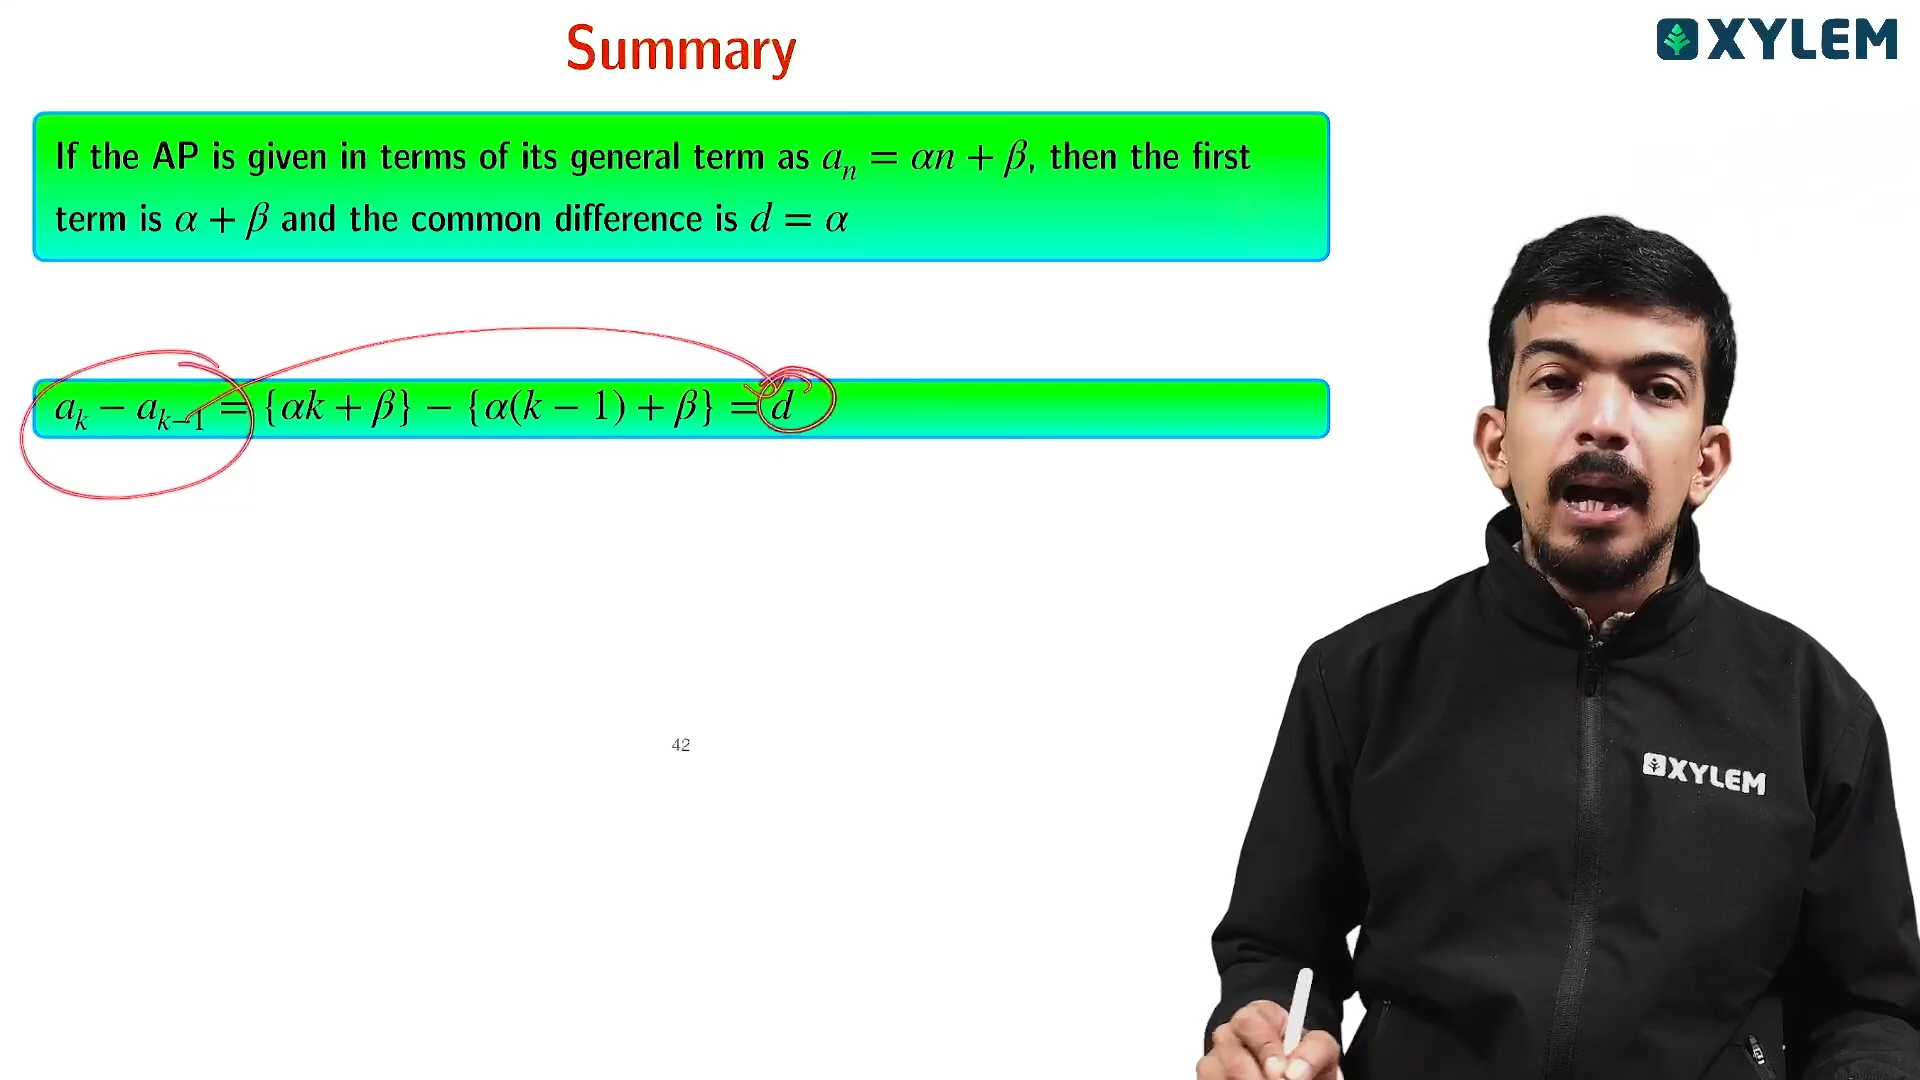 Summary
XYLEM
If the AP is given in terms of its general term as aₙ = αn + β, then the first
term is α + β and the common difference is d = α
aₖ − aₖ₋₁ = {αk + β} − {α(k − 1) + β} = d
XYLEM
42